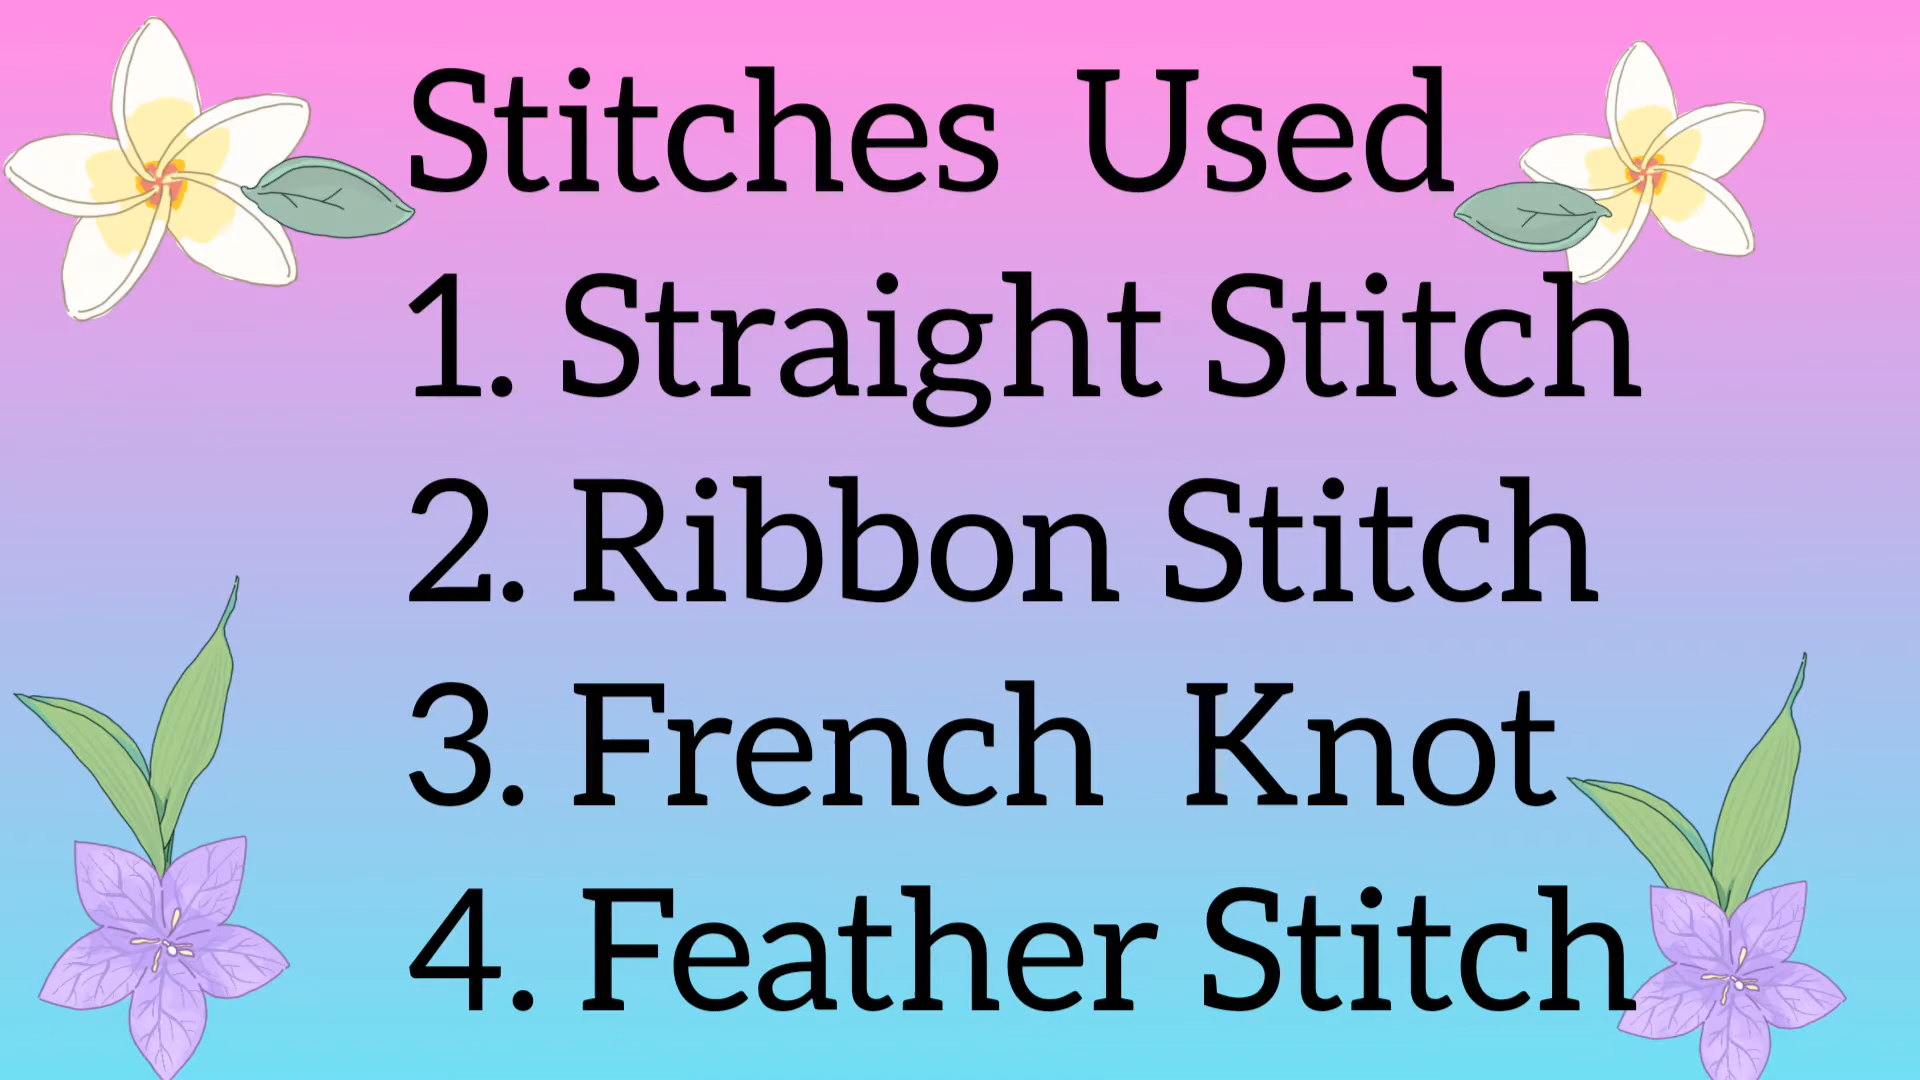 Stitches Used
1. Straight Stitch
2. Ribbon Stitch
3. French Knot
4. Feather Stitch